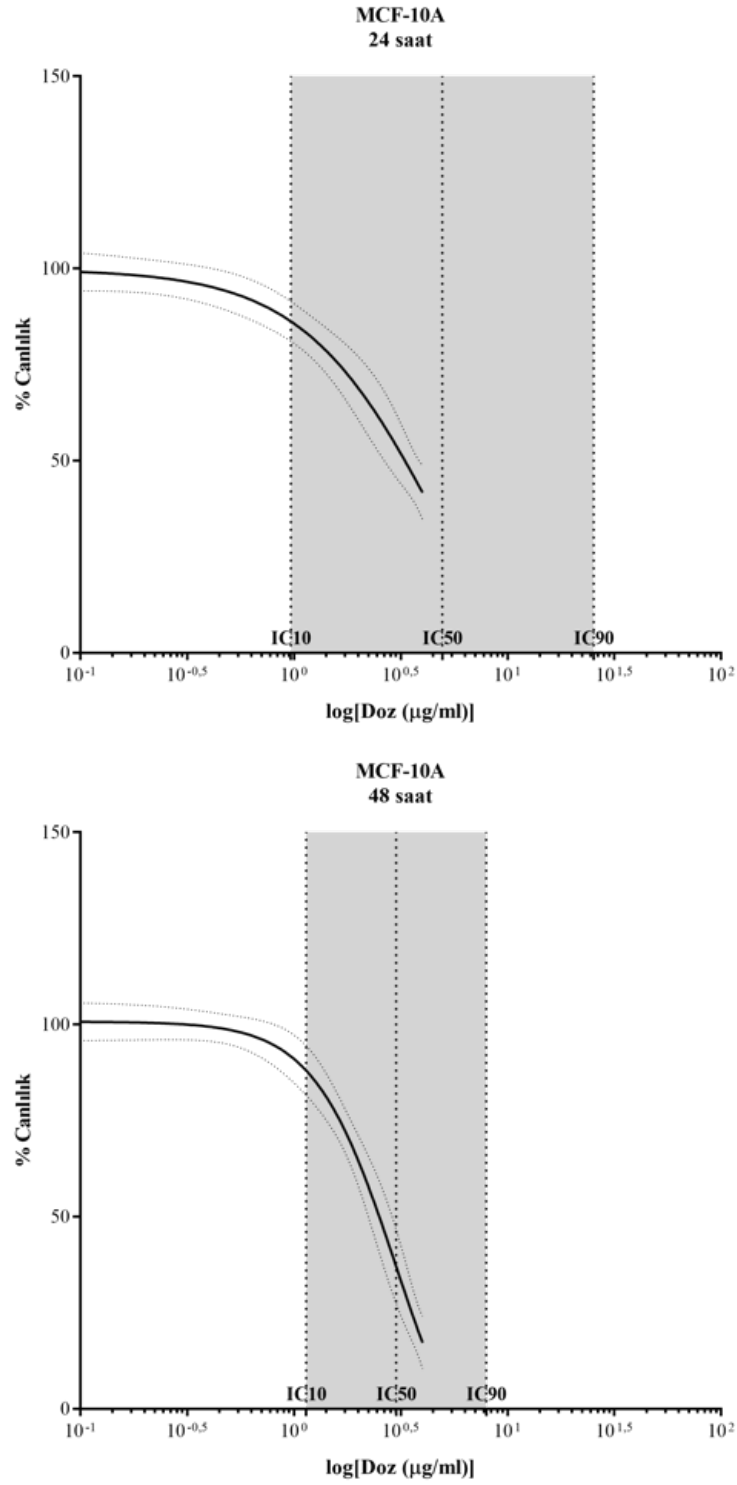 MCF-10A
24 saat
150
100
50
0
% Canlılık
IC10 IC50 IC90
10-1 10-0,5 100 100,5 101 101,5 102
log[Doz (μg/ml)]
MCF-10A
48 saat
150
100
50
0
% Canlılık
IC10 IC50 IC90
10-1 10-0,5 100 100,5 101 101,5 102
log[Doz (μg/ml)]